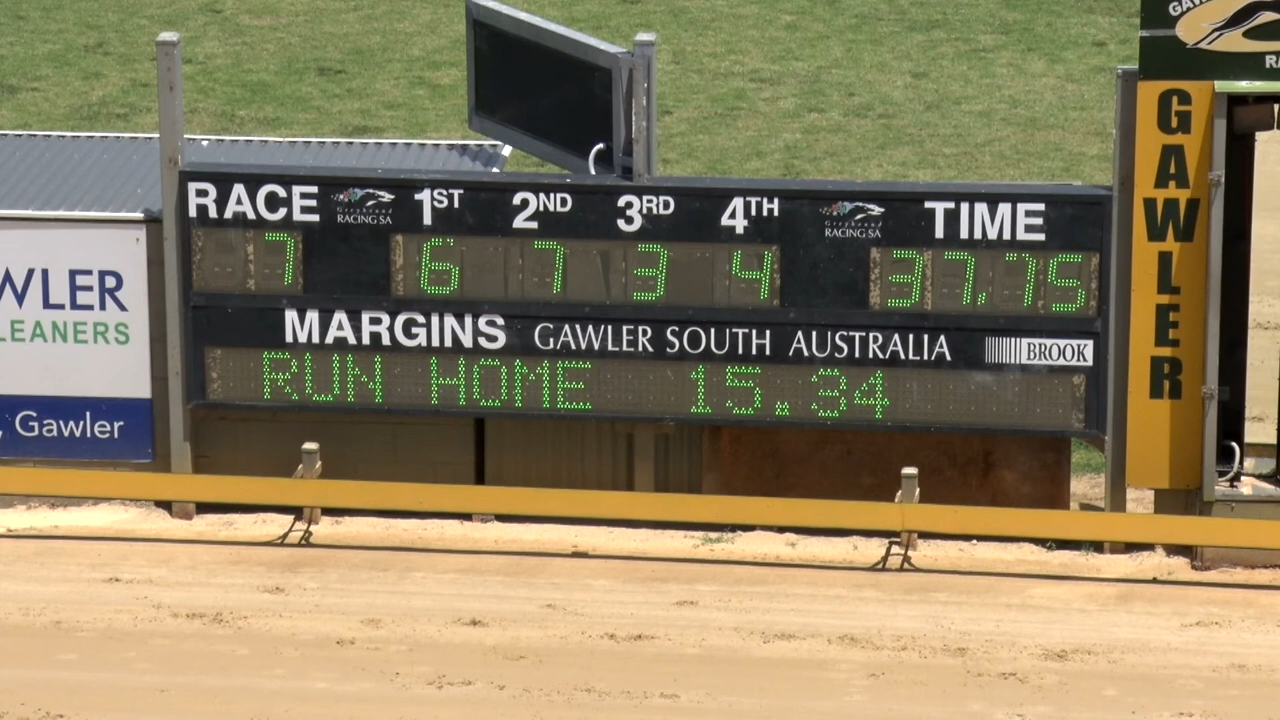 GAWLER
RACE
Greyhound
RACING SA
1ST
2ND
3RD
4TH
Greyhound
RACING SA
TIME
7
6
7
3
4
37.75
MARGINS
GAWLER SOUTH AUSTRALIA
BROOK
RUN HOME 15.34
WLER
LEANERS
, Gawler